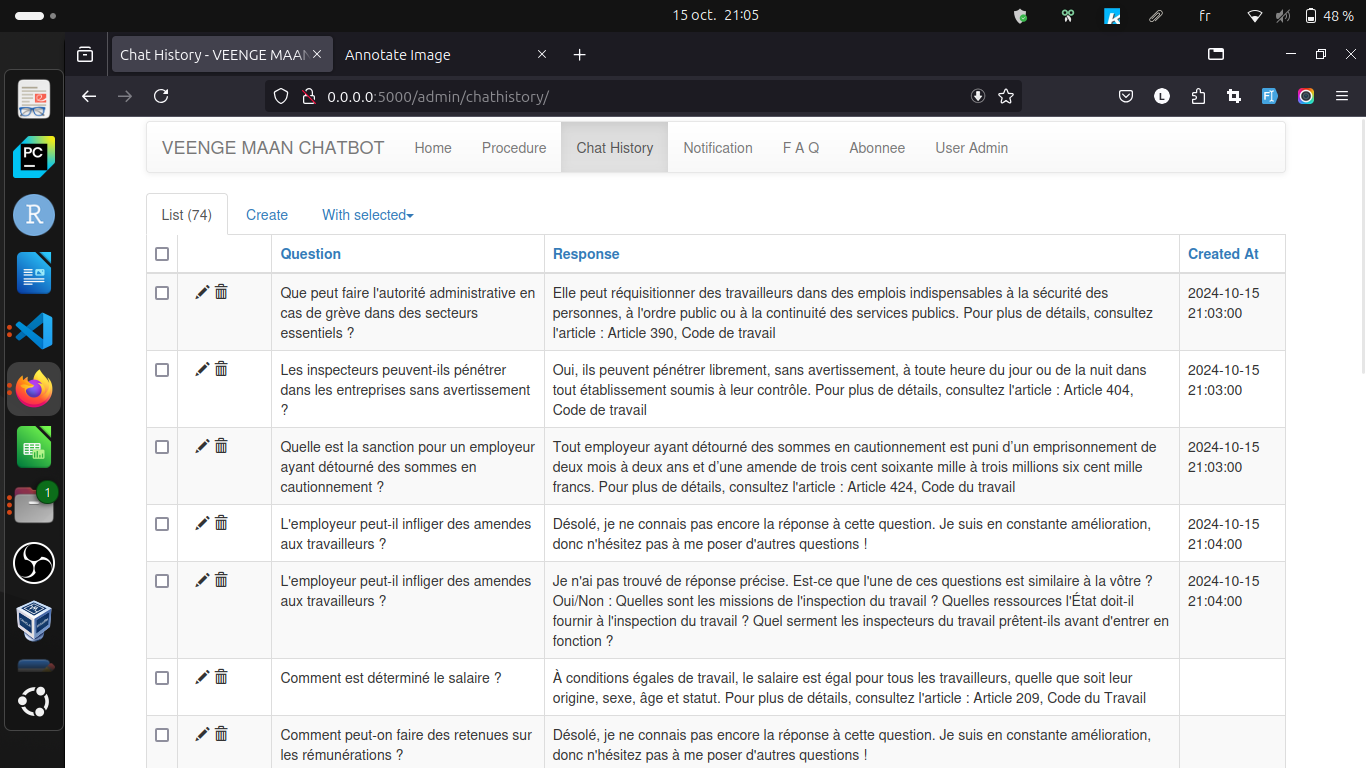 15 oct. 21:05
fr
48 %
Chat History - VEENGE MAAN
Annotate Image
0.0.0.0:5000/admin/chathistory/
VEENGE MAAN CHATBOT Home Procedure Chat History Notification F A Q Abonnee User Admin
List (74) Create With selected
Question Response Created At
Que peut faire l'autorité administrative en
cas de grève dans des secteurs
essentiels ?
Elle peut réquisitionner des travailleurs dans des emplois indispensables à la sécurité des
personnes, à l'ordre public ou à la continuité des services publics. Pour plus de détails, consultez
l'article : Article 390, Code de travail
2024-10-15
21:03:00
Les inspecteurs peuvent-ils pénétrer
dans les entreprises sans avertissement
?
Oui, ils peuvent pénétrer librement, sans avertissement, à toute heure du jour ou de la nuit dans
tout établissement soumis à leur contrôle. Pour plus de détails, consultez l'article : Article 404,
Code de travail
2024-10-15
21:03:00
Quelle est la sanction pour un employeur
ayant détourné des sommes en
cautionnement ?
Tout employeur ayant détourné des sommes en cautionnement est puni d’un emprisonnement de
deux mois à deux ans et d’une amende de trois cent soixante mille à trois millions six cent mille
francs. Pour plus de détails, consultez l'article : Article 424, Code du travail
2024-10-15
21:03:00
L'employeur peut-il infliger des amendes
aux travailleurs ?
Désolé, je ne connais pas encore la réponse à cette question. Je suis en constante amélioration,
donc n'hésitez pas à me poser d'autres questions !
2024-10-15
21:04:00
L'employeur peut-il infliger des amendes
aux travailleurs ?
Je n'ai pas trouvé de réponse précise. Est-ce que l'une de ces questions est similaire à la vôtre ?
Oui/Non : Quelles sont les missions de l'inspection du travail ? Quelles ressources l'État doit-il
fournir à l'inspection du travail ? Quel serment les inspecteurs du travail prêtent-ils avant d'entrer en
fonction ?
2024-10-15
21:04:00
Comment est déterminé le salaire ?
À conditions égales de travail, le salaire est égal pour tous les travailleurs, quelle que soit leur
origine, sexe, âge et statut. Pour plus de détails, consultez l'article : Article 209, Code du Travail
Comment peut-on faire des retenues sur
les rémunérations ?
Désolé, je ne connais pas encore la réponse à cette question. Je suis en constante amélioration,
donc n'hésitez pas à me poser d'autres questions !
PC
R
1
L